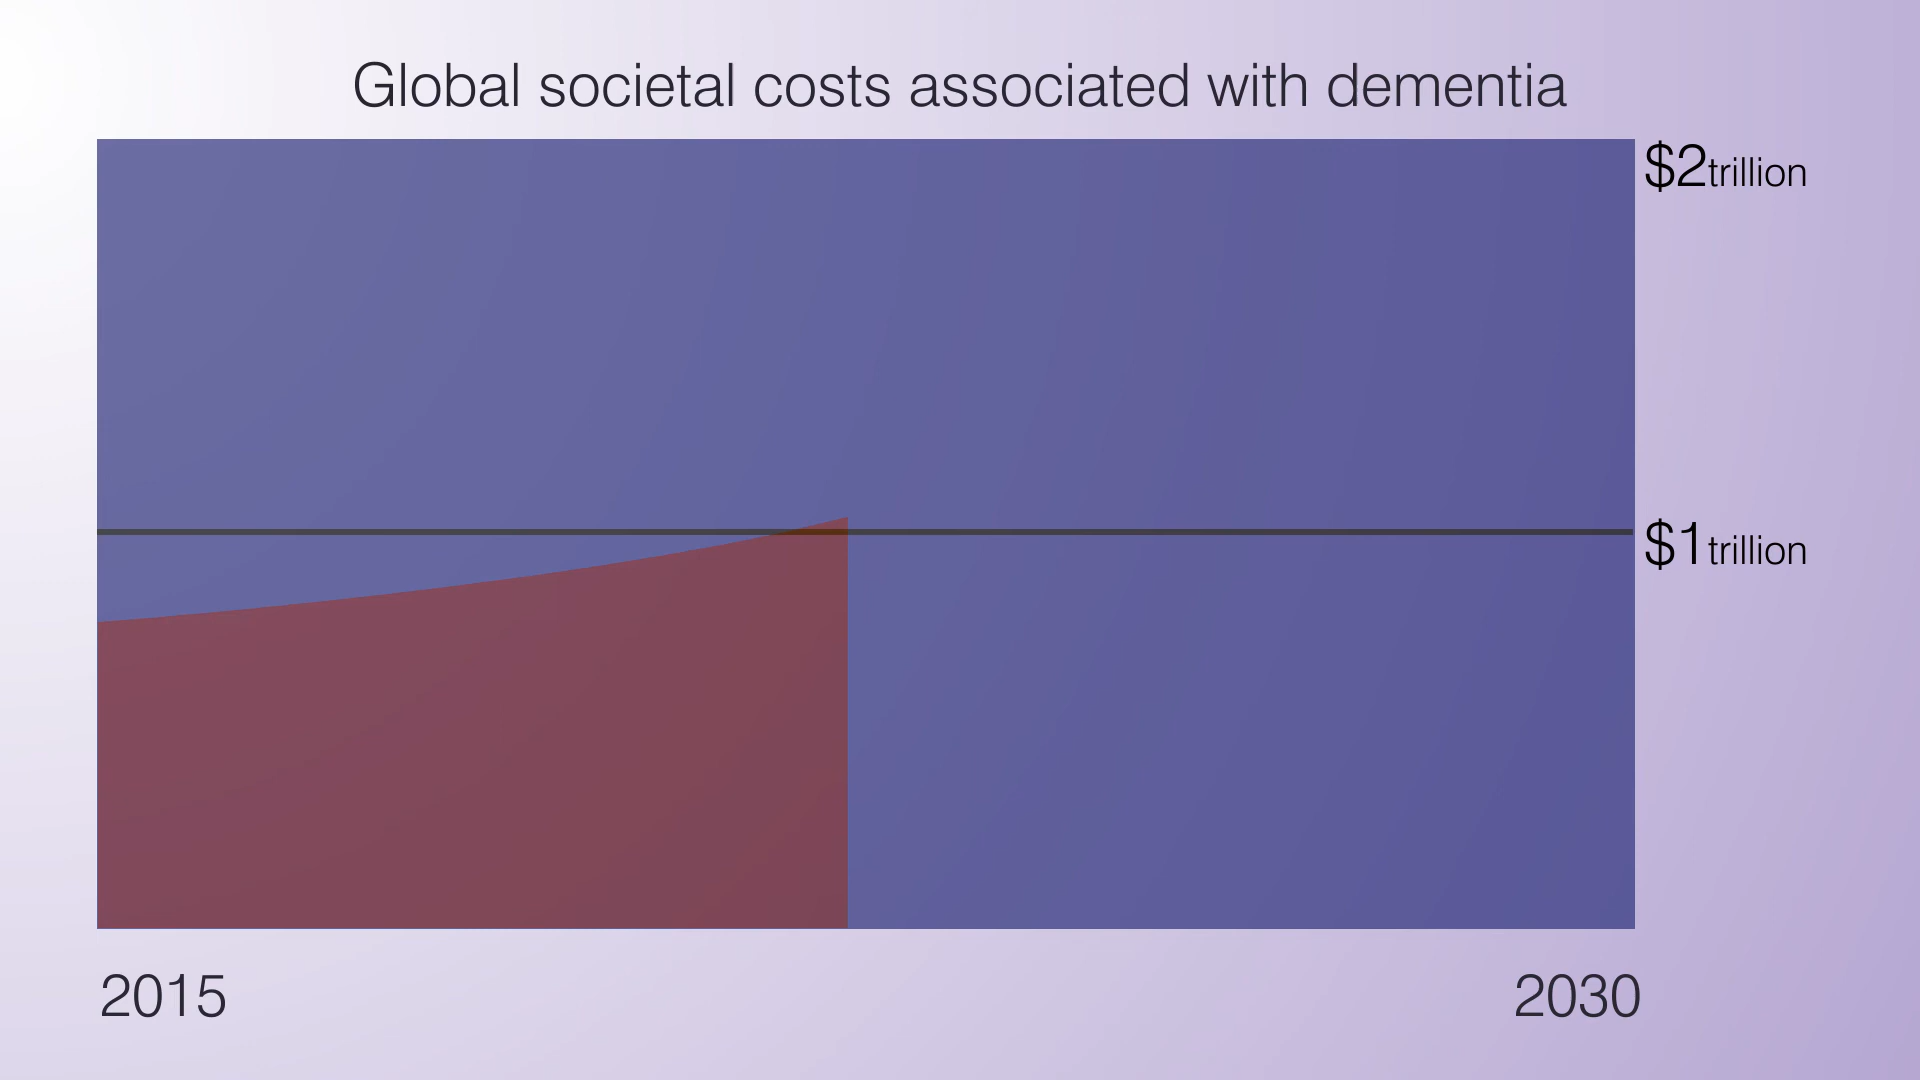 Global societal costs associated with dementia
$2trillion
$1trillion
2015
2030